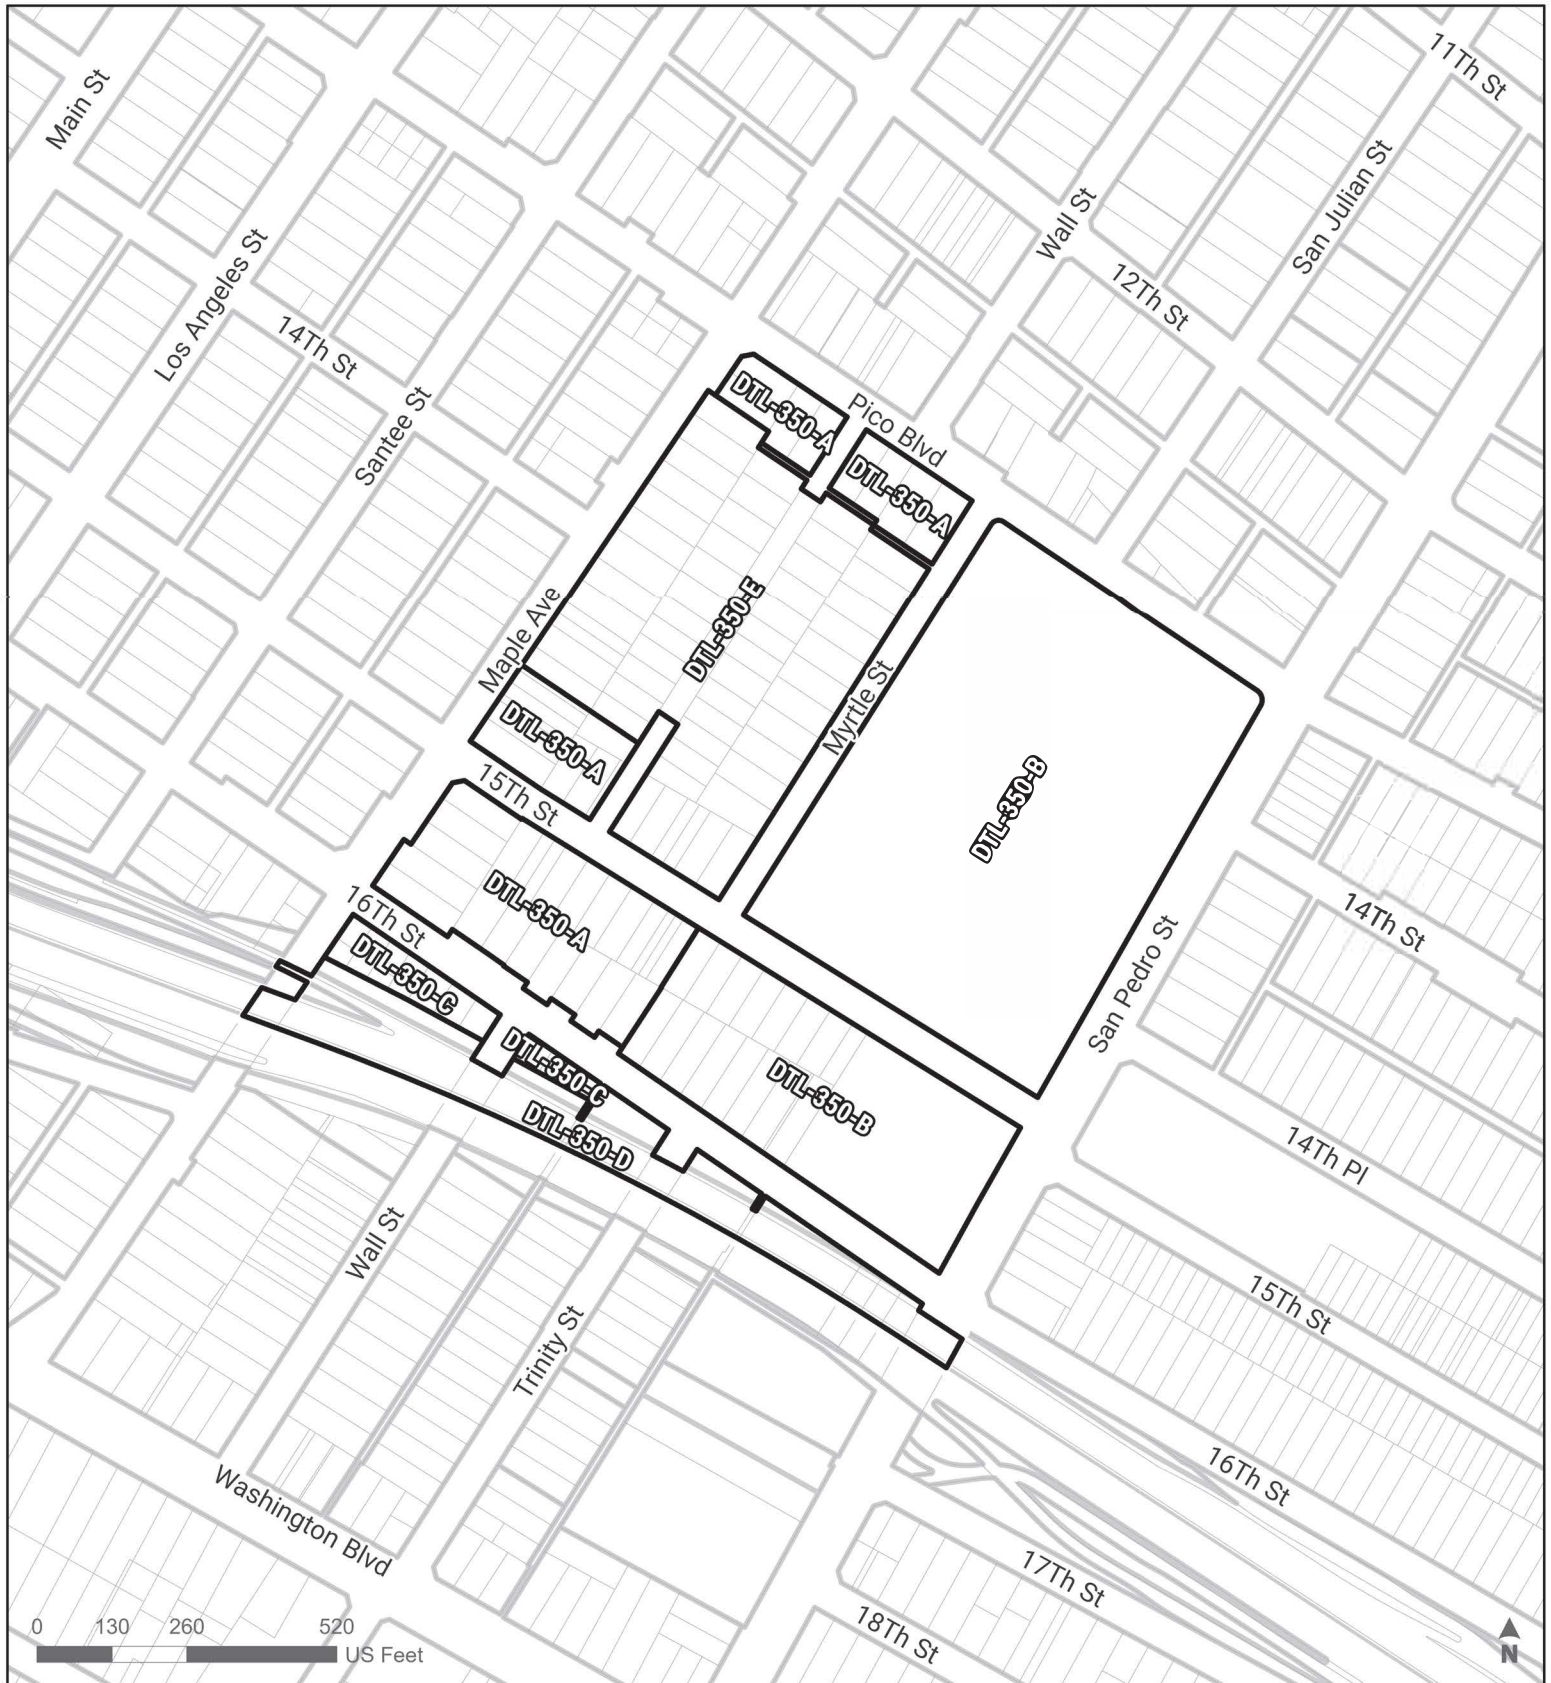 11Th St
Main St
San Julian St
Wall St
Los Angeles St
12Th St
14Th St
Santee St
DTL-350-A
Pico Blvd
DTL-350-A
DTL-350-E
Maple Ave
Myrtle St
DTL-350-A
15Th St
DTL-350-B
DTL-350-A
14Th St
16Th St
San Pedro St
DTL-350-C
DTL-350-C
DTL-350-B
DTL-350-D
14Th Pl
Wall St
15Th St
Trinity St
16Th St
Washington Blvd
17Th St
18Th St
0 130 260 520
US Feet
N